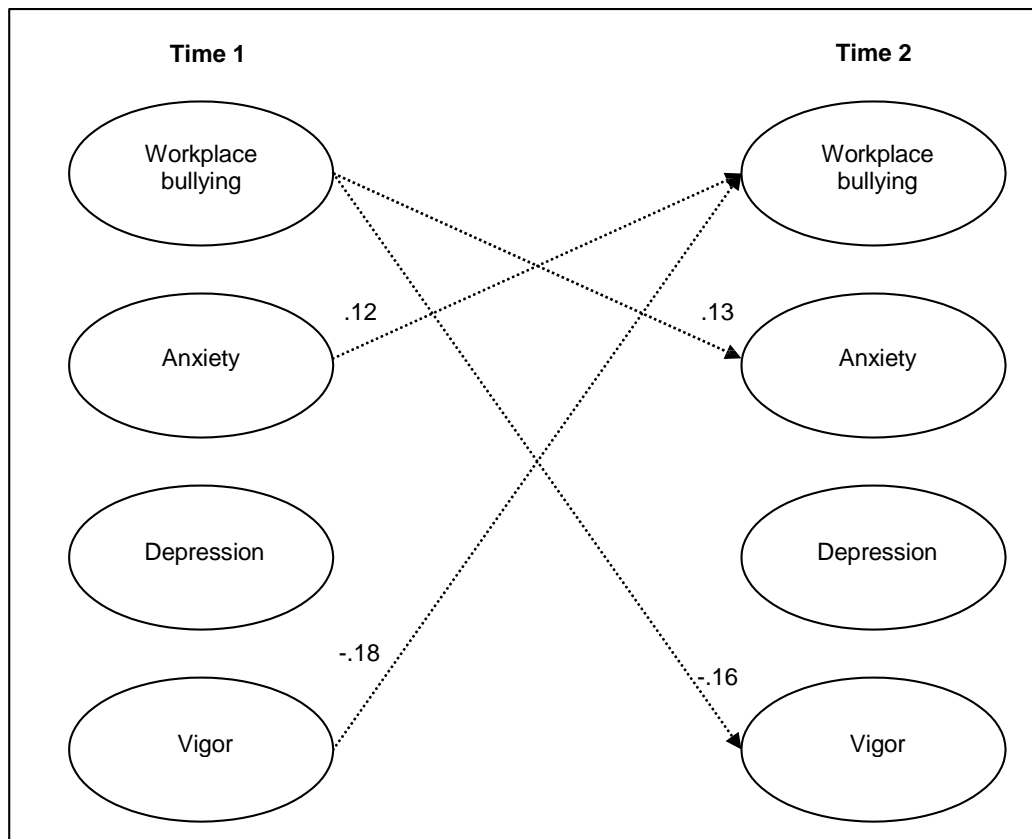 Time 1
Time 2
Workplace
bullying
Workplace
bullying
.12
.13
Anxiety
Anxiety
Depression
Depression
-.18
-.16
Vigor
Vigor